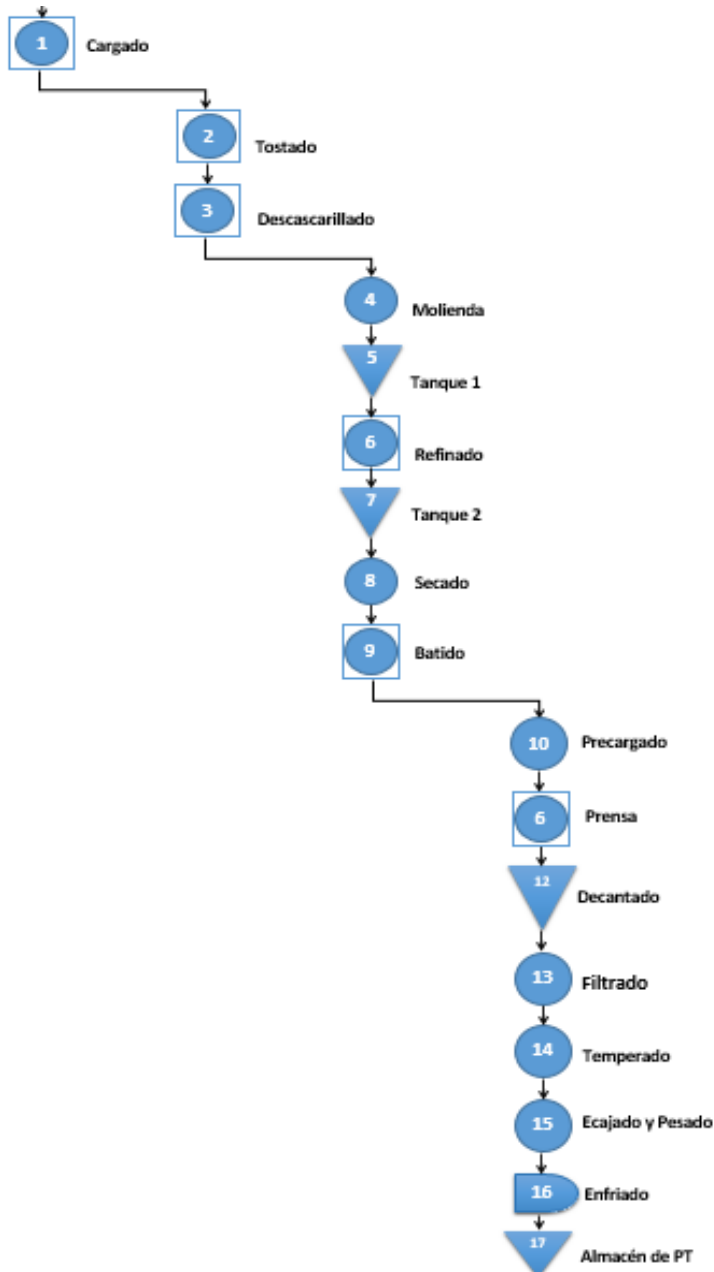 1 Cargado
2 Tostado
3 Descascarillado
4 Molienda
5 Tanque 1
6 Refinado
7 Tanque 2
8 Secado
9 Batido
10 Precargado
6 Prensa
12 Decantado
13 Filtrado
14 Temperado
15 Ecajado y Pesado
16 Enfriado
17 Almacén de PT